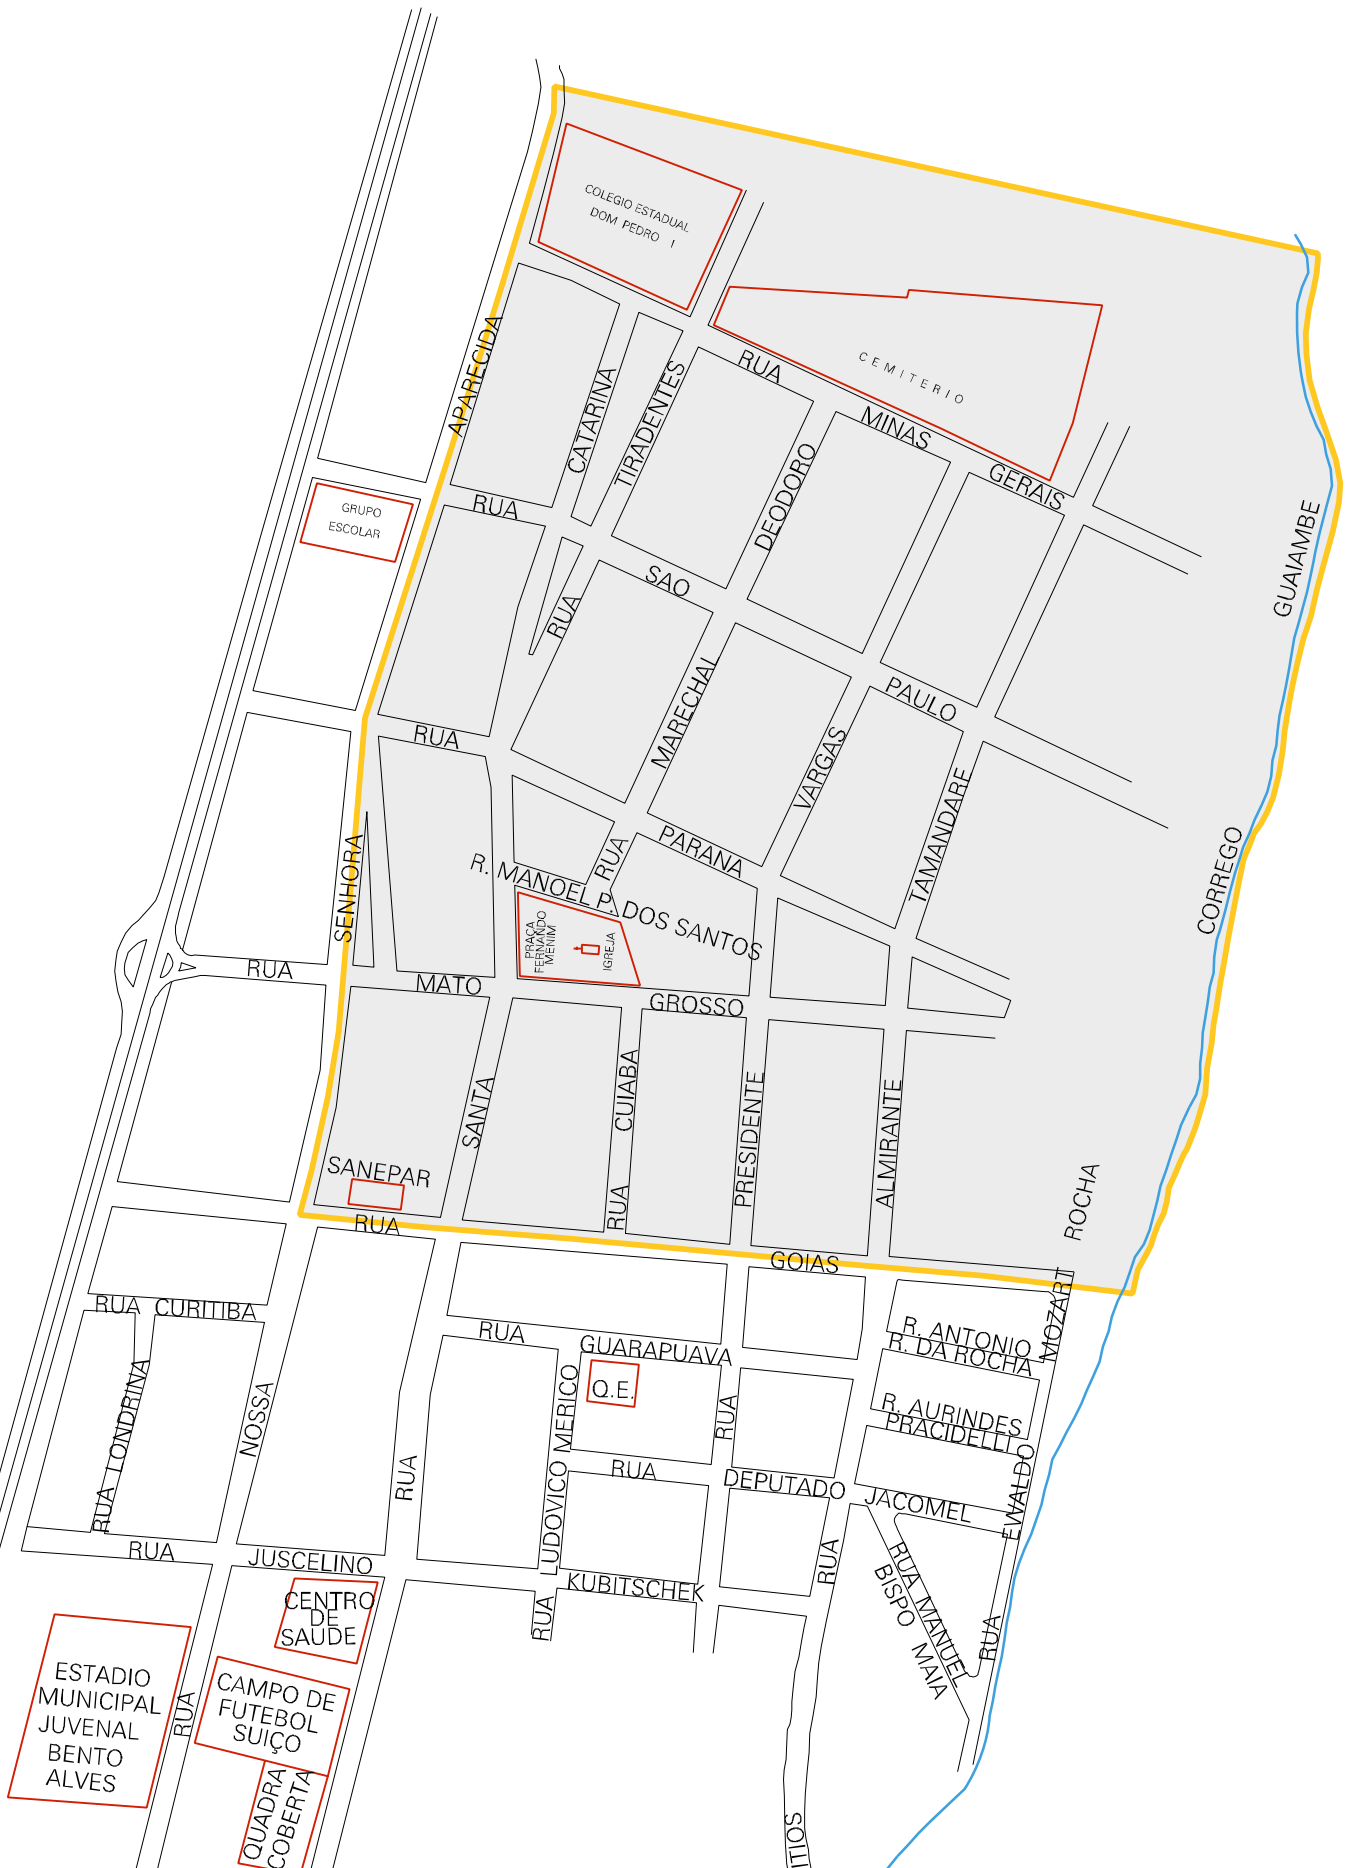 COLEGIO ESTADUAL
DOM PEDRO I
CEMITERIO
RUA MINAS GERAIS
RUA SENHORA APARECIDA
NOSSA
RUA
SANTA CATARINA
RUA
TIRADENTES
RUA
MARECHAL DEODORO
RUA
PRESIDENTE VARGAS
RUA
ALMIRANTE TAMANDARE
RUA
CORREGO GUAIAMBE
GRUPO
ESCOLAR
RUA SAO PAULO
RUA PARANA
R. MANOEL P. DOS SANTOS
PRAÇA
FERNANDO
MENIM
IGREJA
RUA MATO GROSSO
RUA CUIABA
SANEPAR
RUA GOIAS
RUA EWALDO MOZART ROCHA
RUA CURITIBA
RUA GUARAPUAVA
R. ANTONIO
R. DA ROCHA
Q.E.
R. AURINDES
PRACIDELLI
RUA LONDRINA
RUA LUDOVICO MERICO
RUA DEPUTADO JACOMEL
RUA MANUEL
BISPO MAIA
RUA JUSCELINO KUBITSCHEK
CENTRO
DE
SAUDE
ESTADIO
MUNICIPAL
JUVENAL
BENTO
ALVES
CAMPO DE
FUTEBOL
SUIÇO
QUADRA
COBERTA
ITIOS